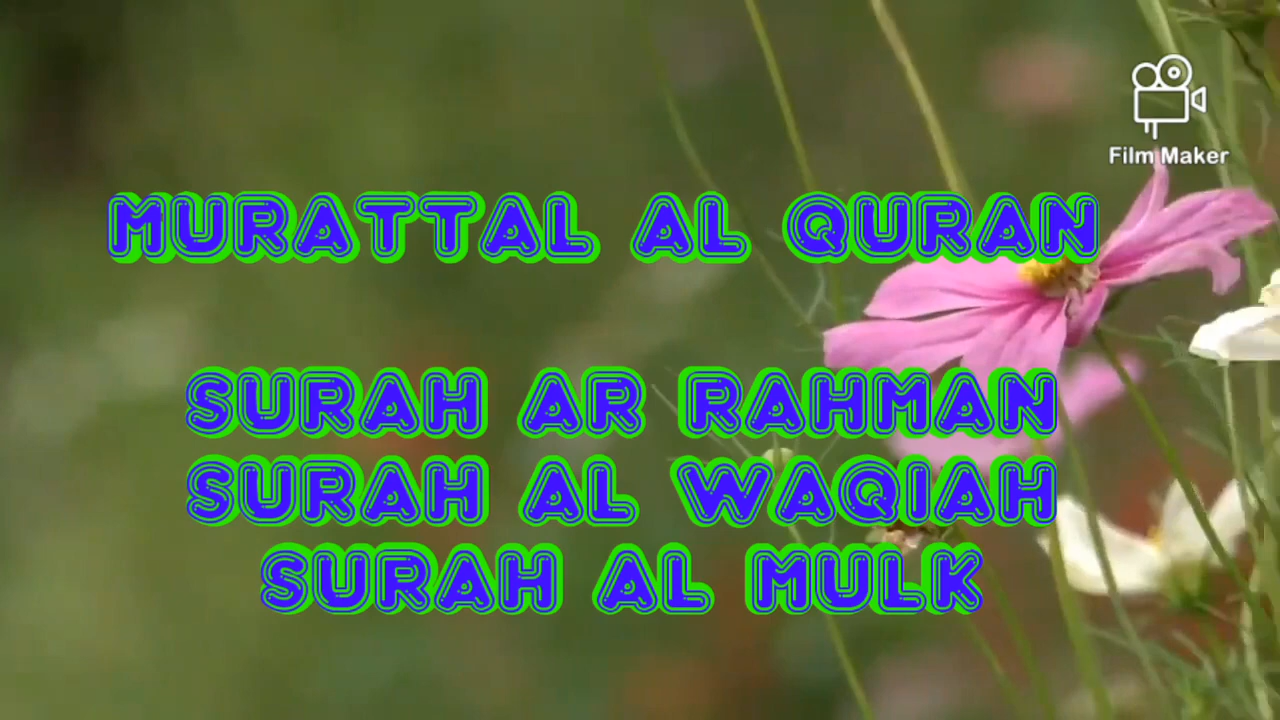 Film Maker
MURATTAL AL QURAN
SURAH AR RAHMAN
SURAH AL WAQIAH
SURAH AL MULK